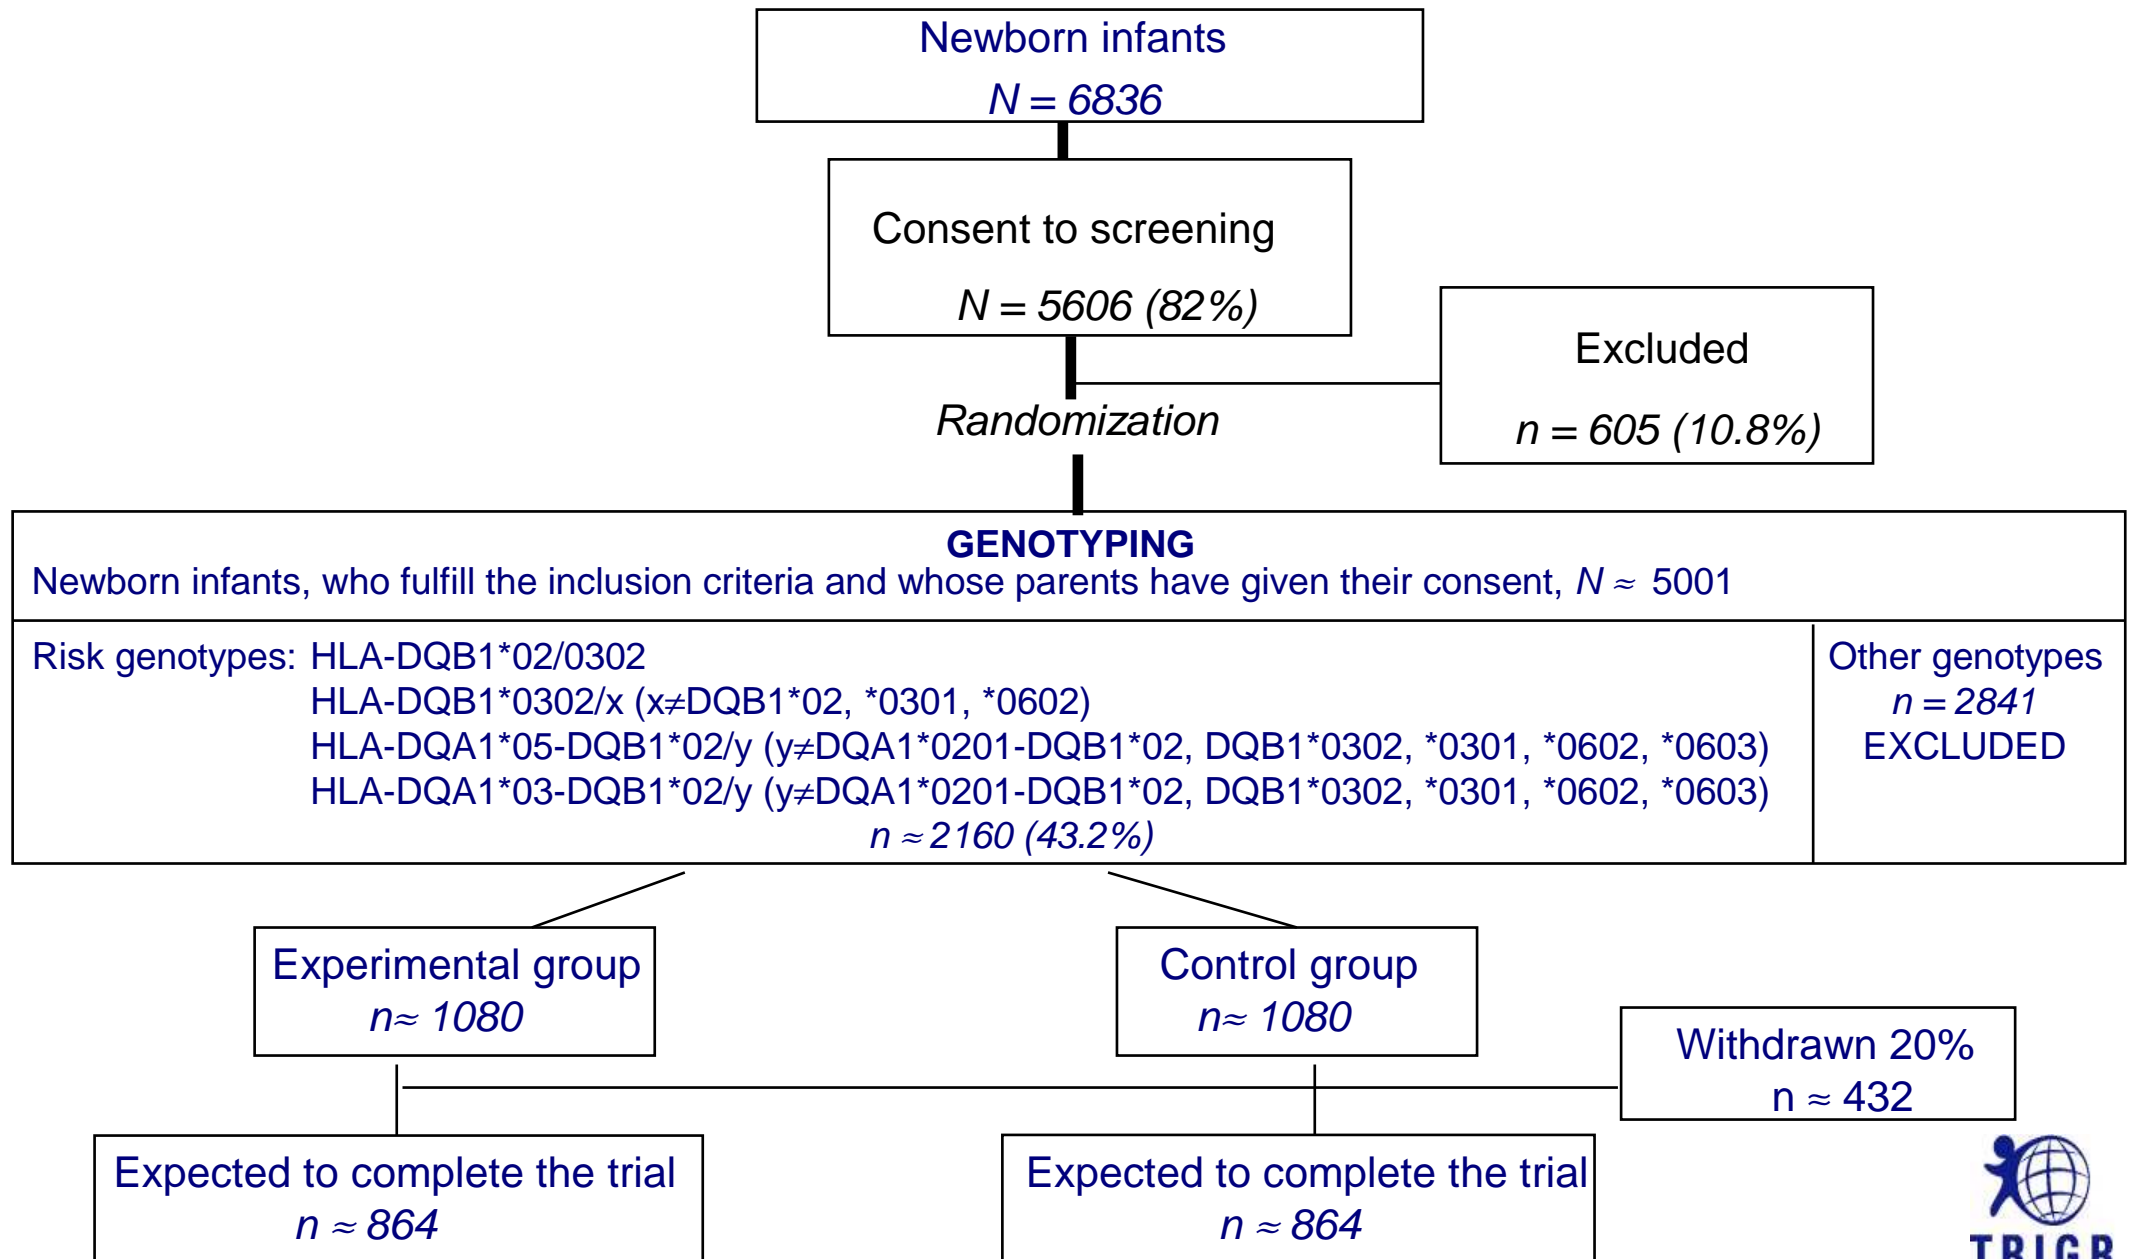 Newborn infants
N = 6836
Consent to screening
N = 5606 (82%)
Excluded
n = 605 (10.8%)
Randomization
GENOTYPING
Newborn infants, who fulfill the inclusion criteria and whose parents have given their consent, N ≈ 5001
Risk genotypes: HLA-DQB1*02/0302
HLA-DQB1*0302/x (x≠DQB1*02, *0301, *0602)
HLA-DQA1*05-DQB1*02/y (y≠DQA1*0201-DQB1*02, DQB1*0302, *0301, *0602, *0603)
HLA-DQA1*03-DQB1*02/y (y≠DQA1*0201-DQB1*02, DQB1*0302, *0301, *0602, *0603)
n ≈ 2160 (43.2%)
Other genotypes
n = 2841
EXCLUDED
Experimental group
n≈ 1080
Control group
n≈ 1080
Withdrawn 20%
n ≈ 432
Expected to complete the trial
n ≈ 864
Expected to complete the trial
n ≈ 864
TRIGR